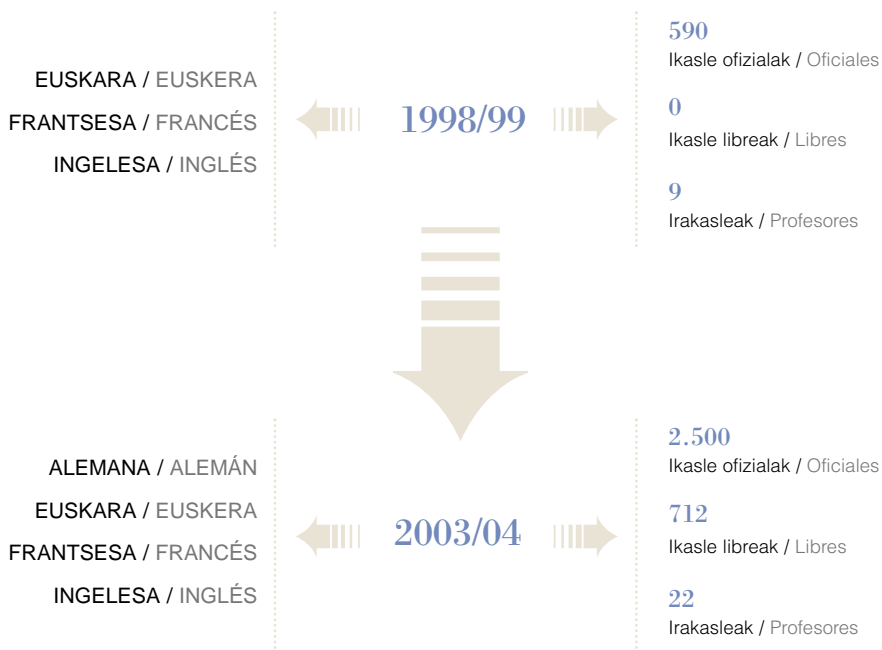 EUSKARA / EUSKERA
FRANTSESA / FRANCÉS
INGELESA / INGLÉS
1998/99
590
Ikasle ofizialak / Oficiales
0
Ikasle libreak / Libres
9
Irakasleak / Profesores
ALEMANA / ALEMÁN
EUSKARA / EUSKERA
FRANTSESA / FRANCÉS
INGELESA / INGLÉS
2003/04
2.500
Ikasle ofizialak / Oficiales
712
Ikasle libreak / Libres
22
Irakasleak / Profesores